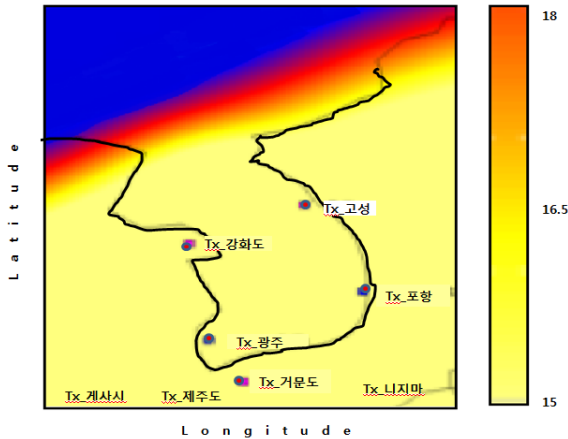 18
Latitude
Tx_고성
16.5
Tx_강화도
Tx_포항
Tx_광주
Tx_거문도
Tx_니지마
Tx_게사시
Tx_제주도
15
Longitude